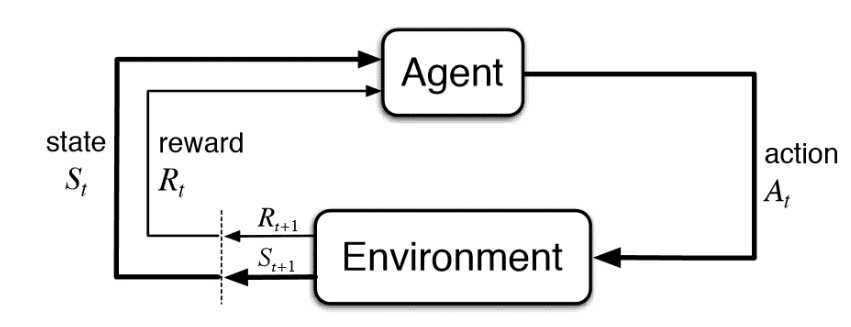 Agent
state
S_t
reward
R_t
action
A_t
R_{t+1}
S_{t+1}
Environment